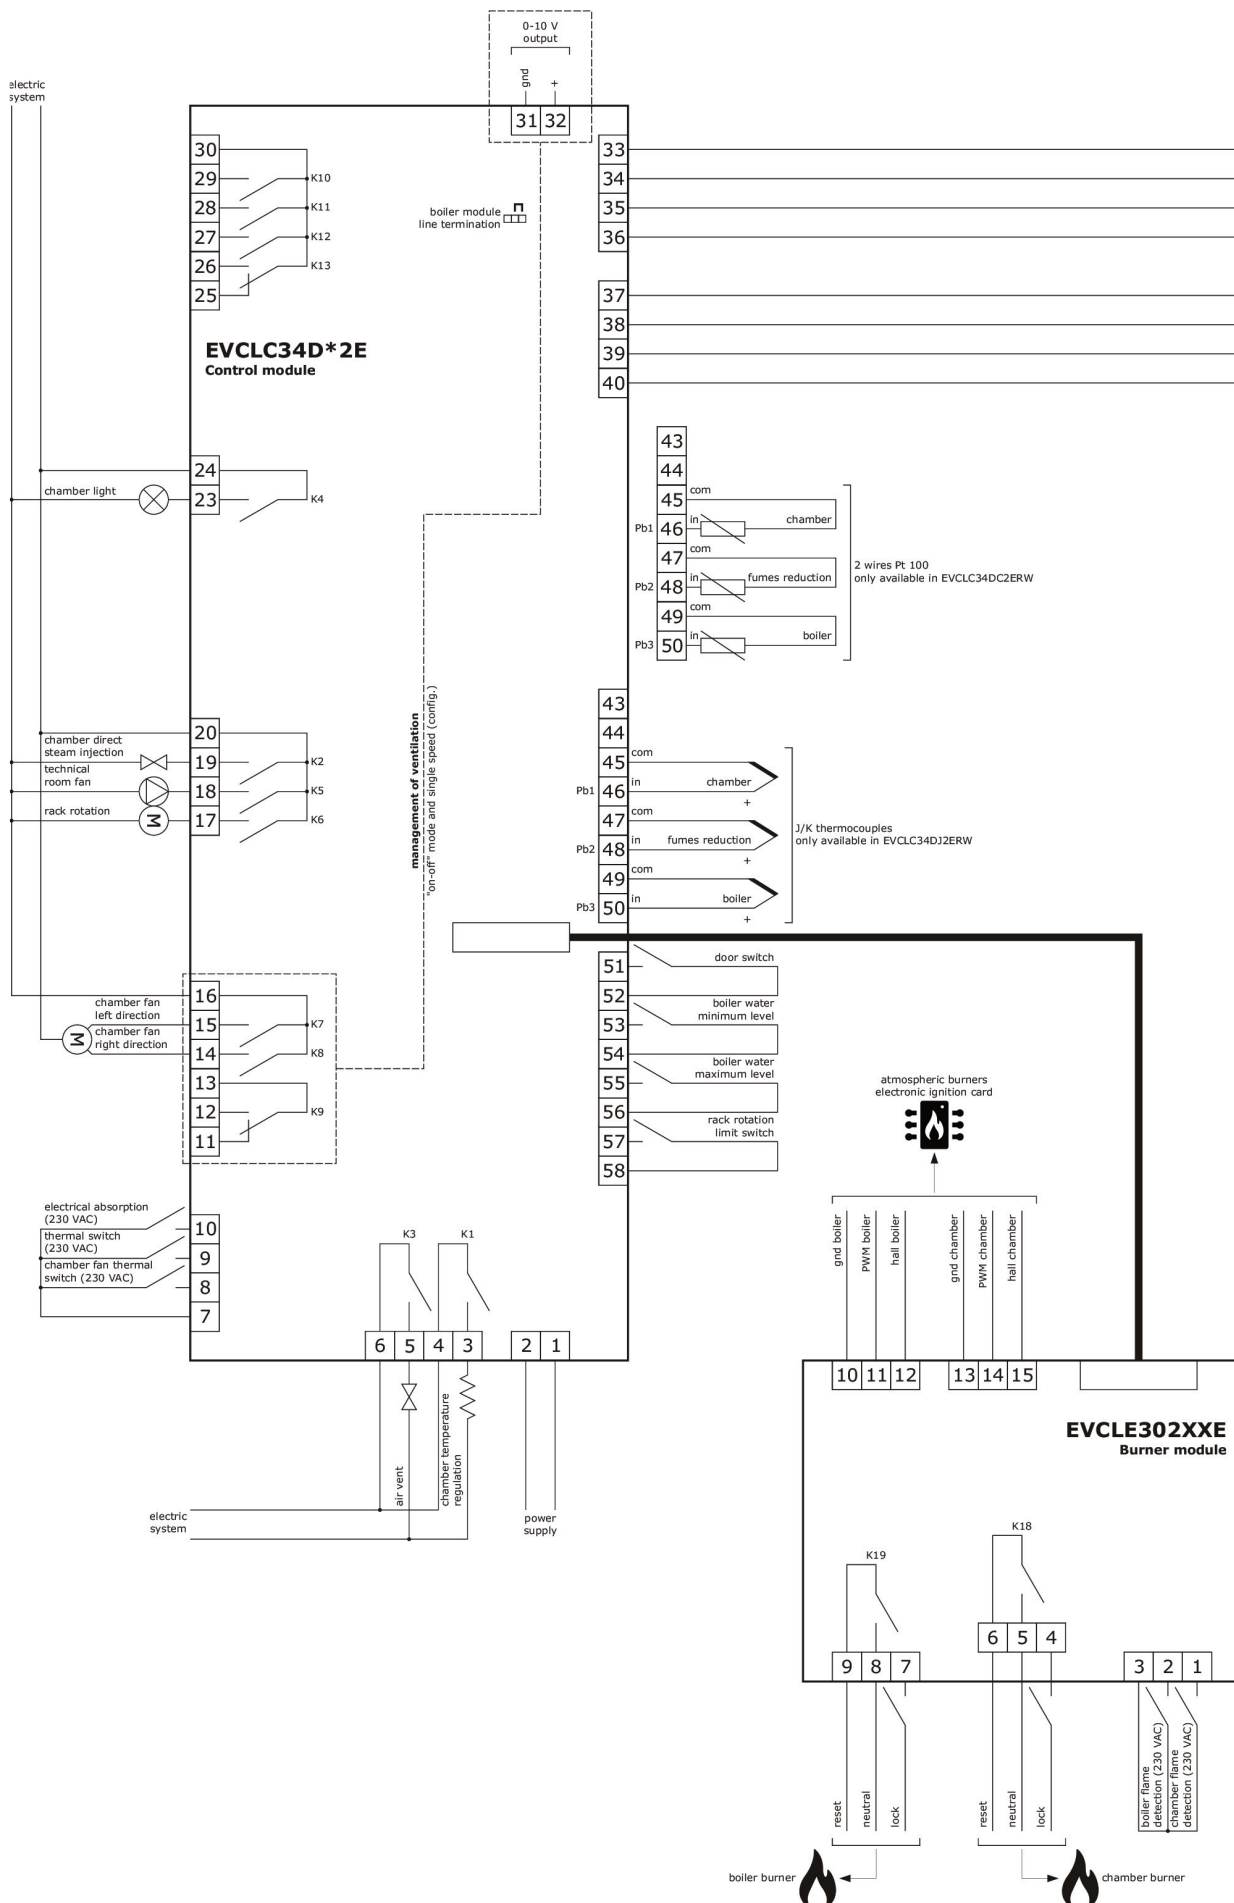 0-10 V
output
gnd
+
electric
system
31
32
30
29
K10
28
K11
27
K12
26
K13
25
boiler module
line termination
33
34
35
36
37
38
39
40
EVCLC34D*2E
Control module
24
chamber light
23
K4
43
44
45
com
Pb1
46
in
chamber
47
com
Pb2
48
in
fumes reduction
49
com
Pb3
50
in
boiler
2 wires Pt 100
only available in EVCLC34DC2ERW
20
chamber direct
steam injection
19
K2
technical
room fan
18
K5
rack rotation
M
17
K6
management of ventilation
"on-off" mode and single speed (config.)
43
44
45
com
Pb1
46
in
chamber
+
47
com
Pb2
48
in
fumes reduction
+
49
com
Pb3
50
in
boiler
+
J/K thermocouples
only available in EVCLC34DJ2ERW
16
chamber fan
left direction
15
K7
M
chamber fan
right direction
14
K8
13
12
K9
11
51
door switch
52
boiler water
minimum level
53
54
boiler water
maximum level
55
56
rack rotation
limit switch
57
58
electrical absorption
(230 VAC)
10
thermal switch
(230 VAC)
9
chamber fan thermal
switch (230 VAC)
8
7
K3
K1
6
5
4
3
2
1
air vent
chamber temperature
regulation
electric
system
power
supply
atmospheric burners
electronic ignition card
gnd boiler
PWM boiler
hall boiler
gnd chamber
PWM chamber
hall chamber
10
11
12
13
14
15
EVCLE302XXE
Burner module
K19
K18
6
5
4
9
8
7
3
2
1
reset
neutral
lock
reset
neutral
lock
boiler flame
detection (230 VAC)
chamber flame
detection (230 VAC)
boiler burner
chamber burner